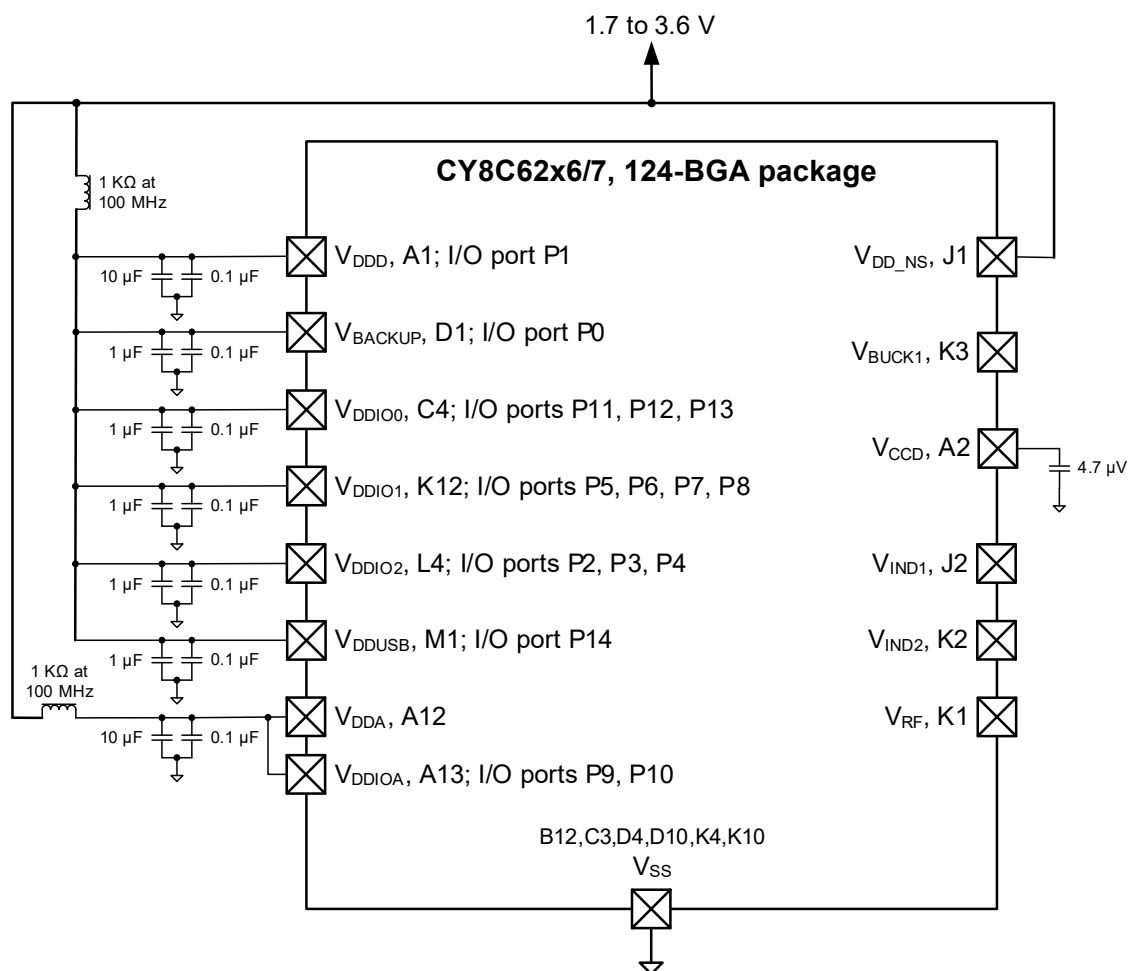 1.7 to 3.6 V
CY8C62x6/7, 124-BGA package
1 KΩ at
100 MHz
10 µF
0.1 µF
VDDD, A1; I/O port P1
VDD_NS, J1
1 µF
0.1 µF
VBACKUP, D1; I/O port P0
VBUCK1, K3
1 µF
0.1 µF
VDDIO0, C4; I/O ports P11, P12, P13
VCCD, A2
4.7 µV
1 µF
0.1 µF
VDDIO1, K12; I/O ports P5, P6, P7, P8
1 µF
0.1 µF
VDDIO2, L4; I/O ports P2, P3, P4
VIND1, J2
1 µF
0.1 µF
VDDUSB, M1; I/O port P14
VIND2, K2
1 KΩ at
100 MHz
10 µF
0.1 µF
VDDA, A12
VRF, K1
VDDIOA, A13; I/O ports P9, P10
B12,C3,D4,D10,K4,K10
VSS